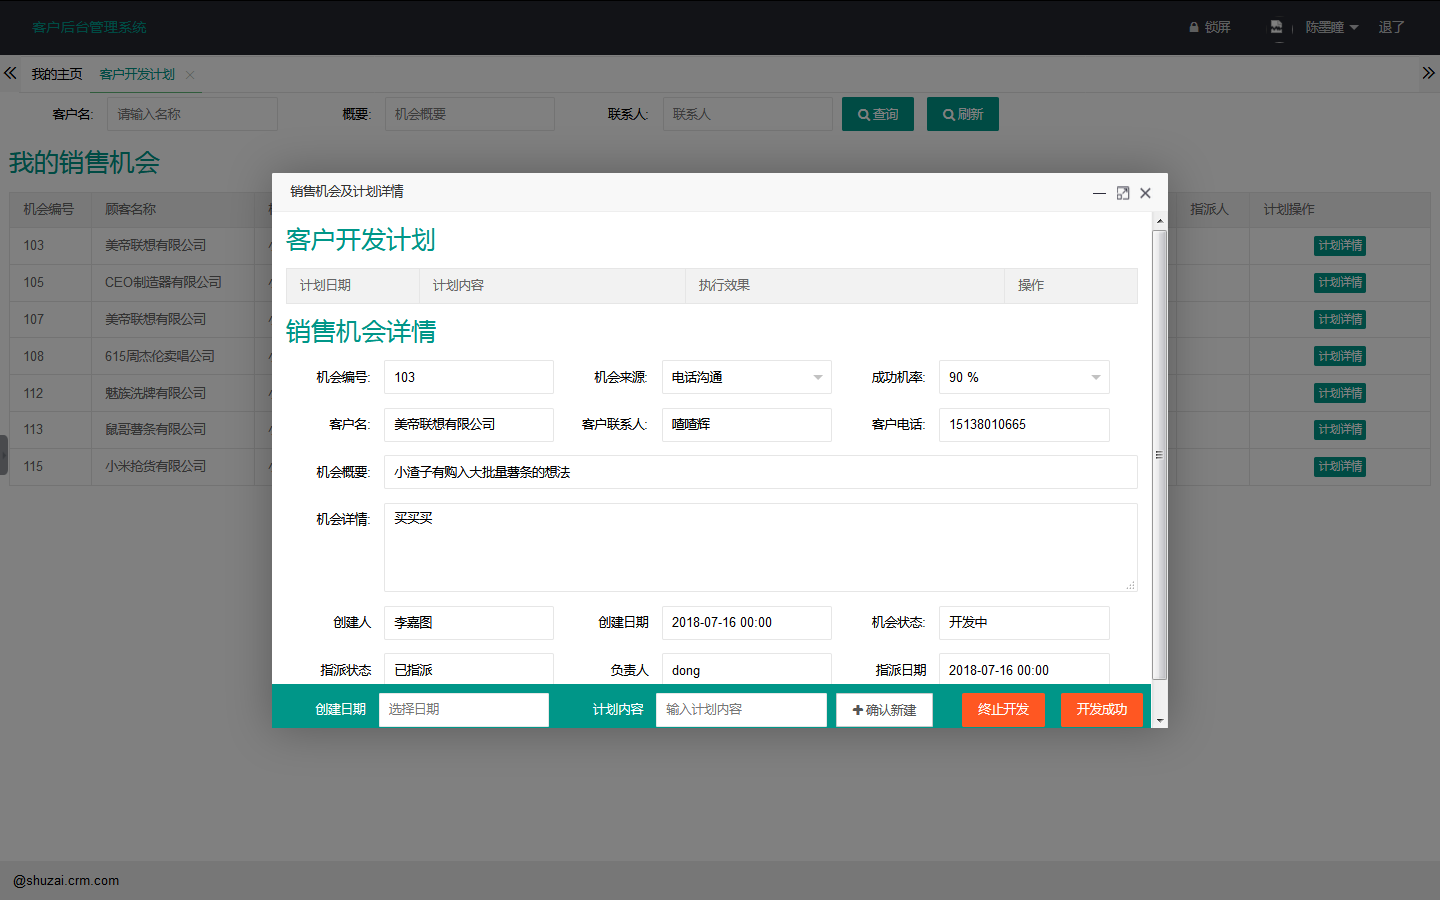 客户后台管理系统 锁屏 陈墨瞳 退了
我的主页 客户开发计划
客户名: 请输入名称 概要: 机会概要 联系人: 联系人 查询 刷新
我的销售机会
机会编号 顾客名称 指派人 计划操作
103 美帝联想有限公司 计划详情
105 CEO制造器有限公司 计划详情
107 美帝联想有限公司 计划详情
108 615周杰伦卖唱公司 计划详情
112 魅族洗牌有限公司 计划详情
113 鼠哥薯条有限公司 计划详情
115 小米抢货有限公司 计划详情
销售机会及计划详情
客户开发计划
计划日期 计划内容 执行效果 操作
销售机会详情
机会编号: 103 机会来源: 电话沟通 成功机率: 90 %
客户名: 美帝联想有限公司 客户联系人: 喳喳辉 客户电话: 15138010665
机会概要: 小渣子有购入大批量薯条的想法
机会详情: 买买买
创建人 李嘉图 创建日期 2018-07-16 00:00 机会状态: 开发中
指派状态 已指派 负责人 dong 指派日期 2018-07-16 00:00
创建日期 选择日期 计划内容 输入计划内容 确认新建 终止开发 开发成功
@shuzai.crm.com